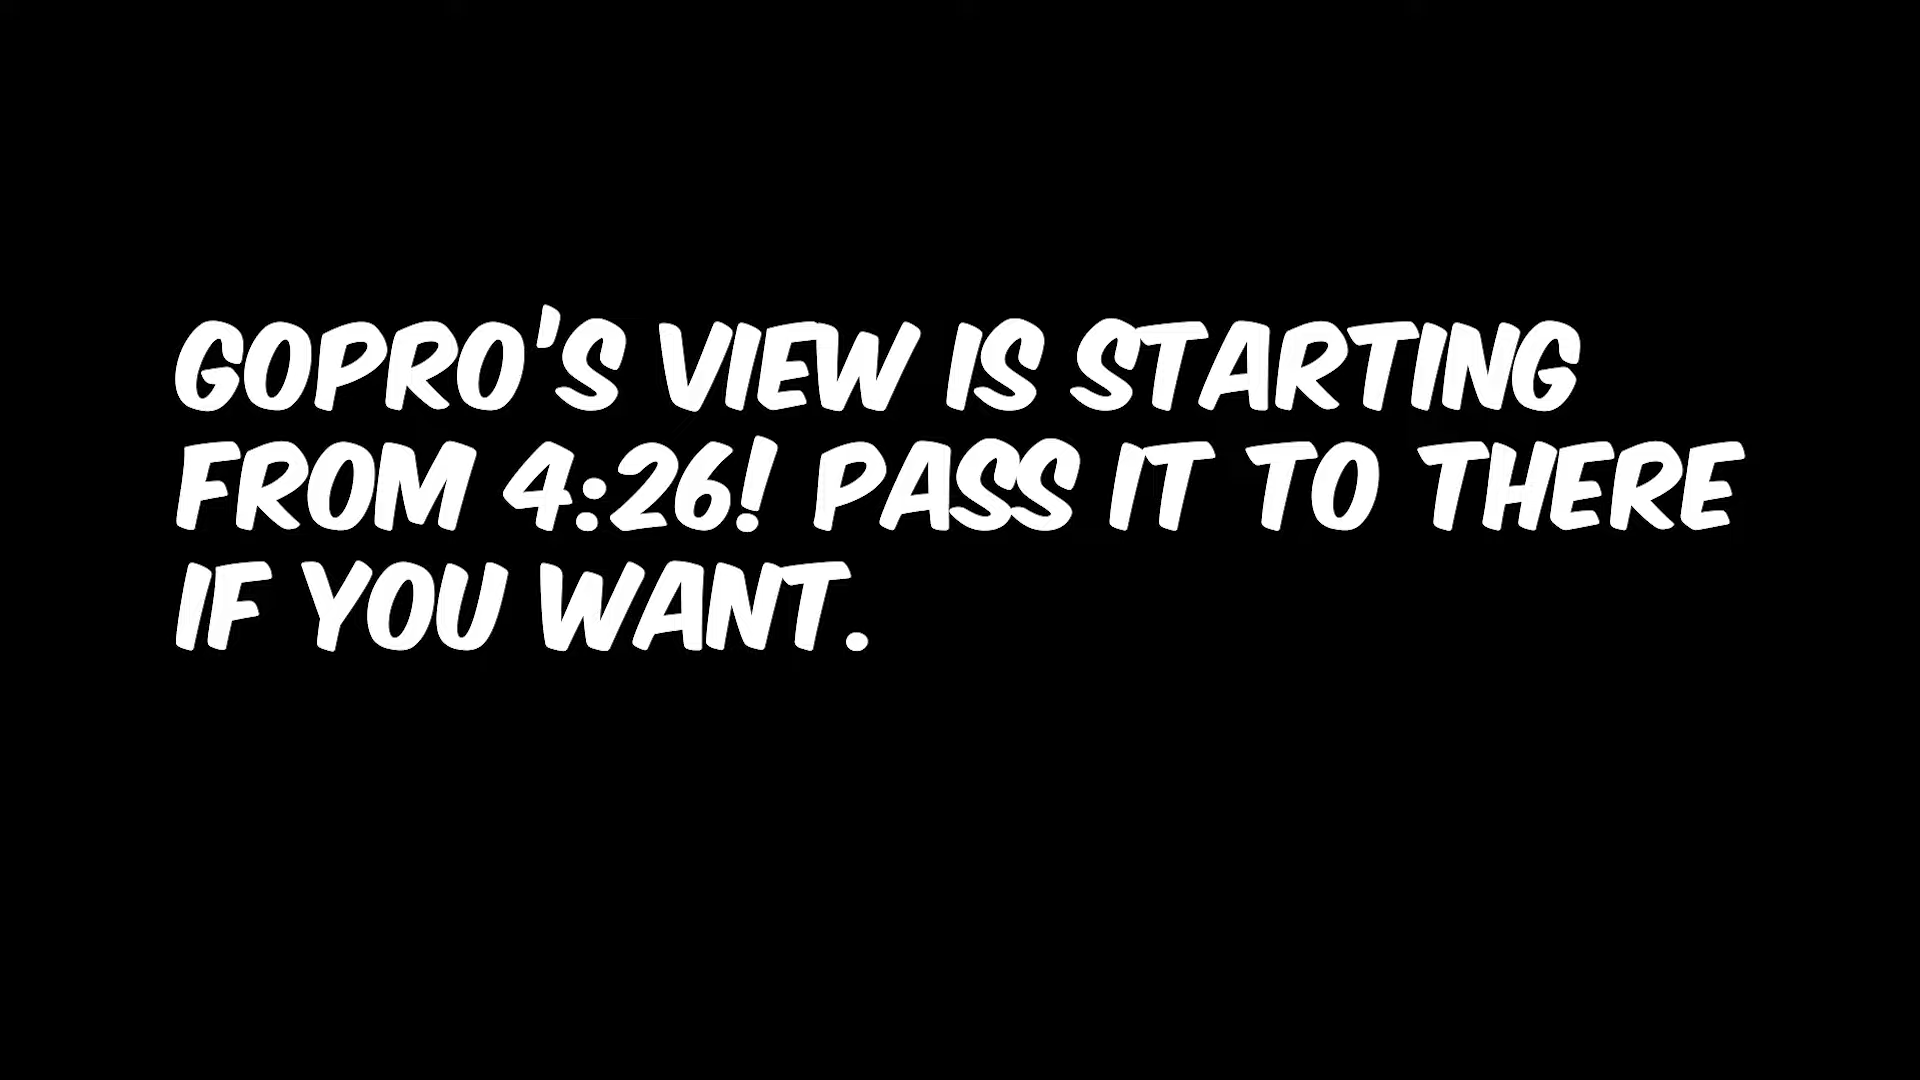 GOPRO'S VIEW IS STARTING
FROM 4:26! PASS IT TO THERE
IF YOU WANT.